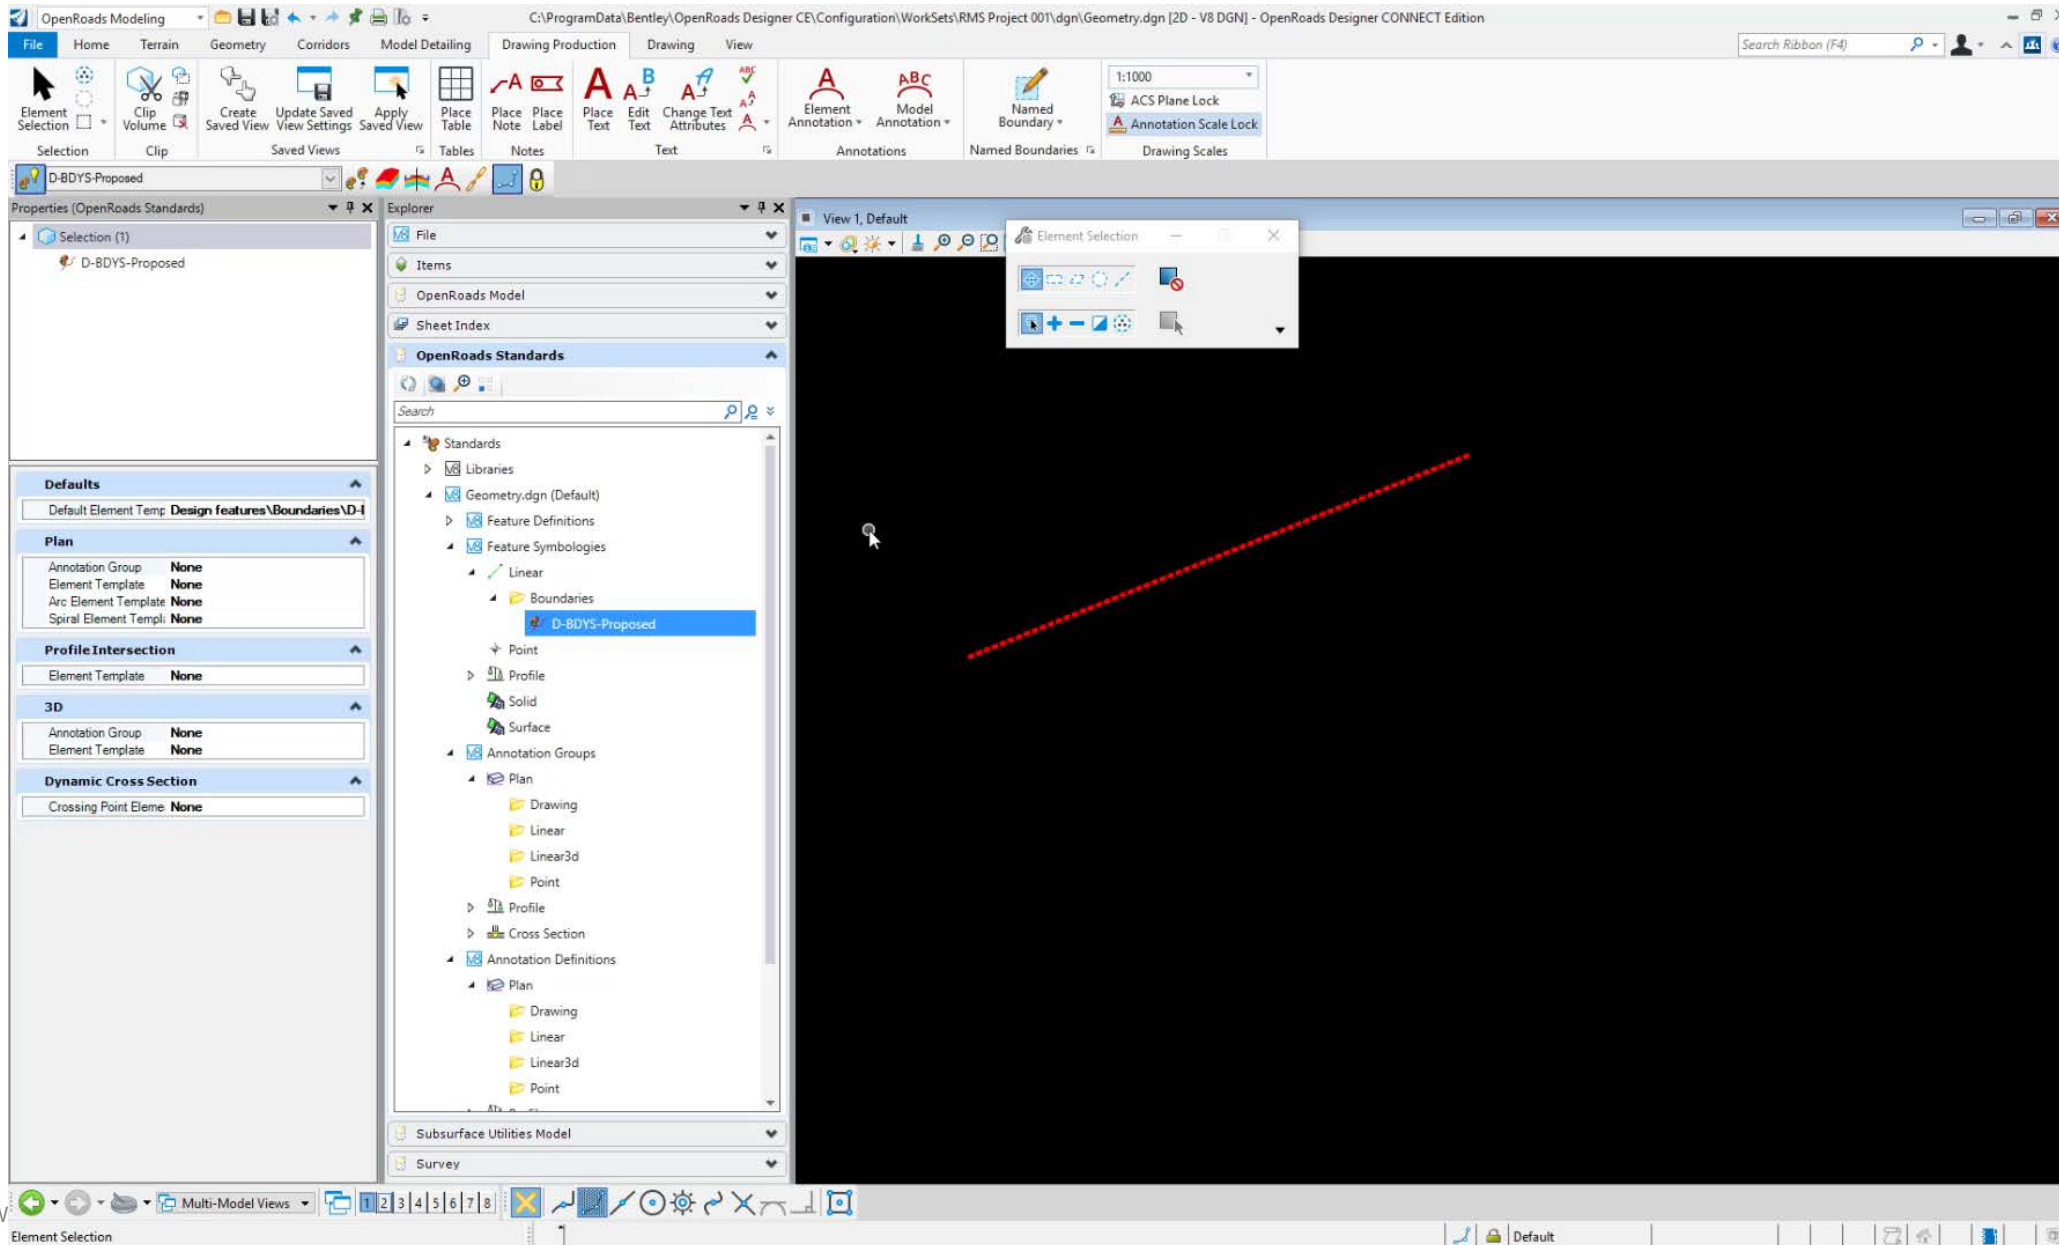 OpenRoads Modeling
C:\ProgramData\Bentley\OpenRoads Designer CE\Configuration\WorkSets\RMS Project 001\dgn\Geometry.dgn [2D - V8 DGN] - OpenRoads Designer CONNECT Edition
File Home Terrain Geometry Corridors Model Detailing Drawing Production Drawing View
Search Ribbon (F4)
Element Selection
Clip Volume
Create Saved View
Update Saved View Settings
Apply Saved View
Place Table
Place Note
Place Label
Place Text
Edit Text
Change Text Attributes
Element Annotation
Model Annotation
Named Boundary
1:1000
ACS Plane Lock
Annotation Scale Lock
Selection Clip Saved Views Tables Notes Text Annotations Named Boundaries Drawing Scales
D-BDYS-Proposed
Properties (OpenRoads Standards)
Selection (1)
D-BDYS-Proposed
Defaults
Default Element Temp Design features\Boundaries\D-
Plan
Annotation Group None
Element Template None
Arc Element Template None
Spiral Element Templ None
Profile Intersection
Element Template None
3D
Annotation Group None
Element Template None
Dynamic Cross Section
Crossing Point Eleme None
Explorer
File
Items
OpenRoads Model
Sheet Index
OpenRoads Standards
Search
Standards
Libraries
Geometry.dgn (Default)
Feature Definitions
Feature Symbologies
Linear
Boundaries
D-BDYS-Proposed
Point
Profile
Solid
Surface
Annotation Groups
Plan
Drawing
Linear
Linear3d
Point
Profile
Cross Section
Annotation Definitions
Plan
Drawing
Linear
Linear3d
Point
Subsurface Utilities Model
Survey
View 1, Default
Element Selection
Multi-Model Views
1 2 3 4 5 6 7 8
Element Selection
Default